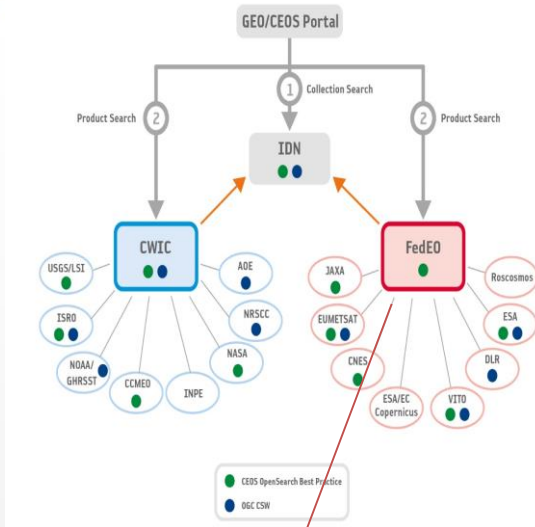 GEO/CEOS Portal
1
Collection Search
Product Search
2
2
Product Search
IDN
CWIC
FedEO
USGS/LSI
AOE
JAXA
Roscosmos
ISRO
NRSCC
EUMETSAT
ESA
NOAA/
GHRSST
CCMEO
INPE
NASA
CNES
ESA/EC
Copernicus
VITO
DLR
CEOS OpenSearch Best Practice
OGC CSW